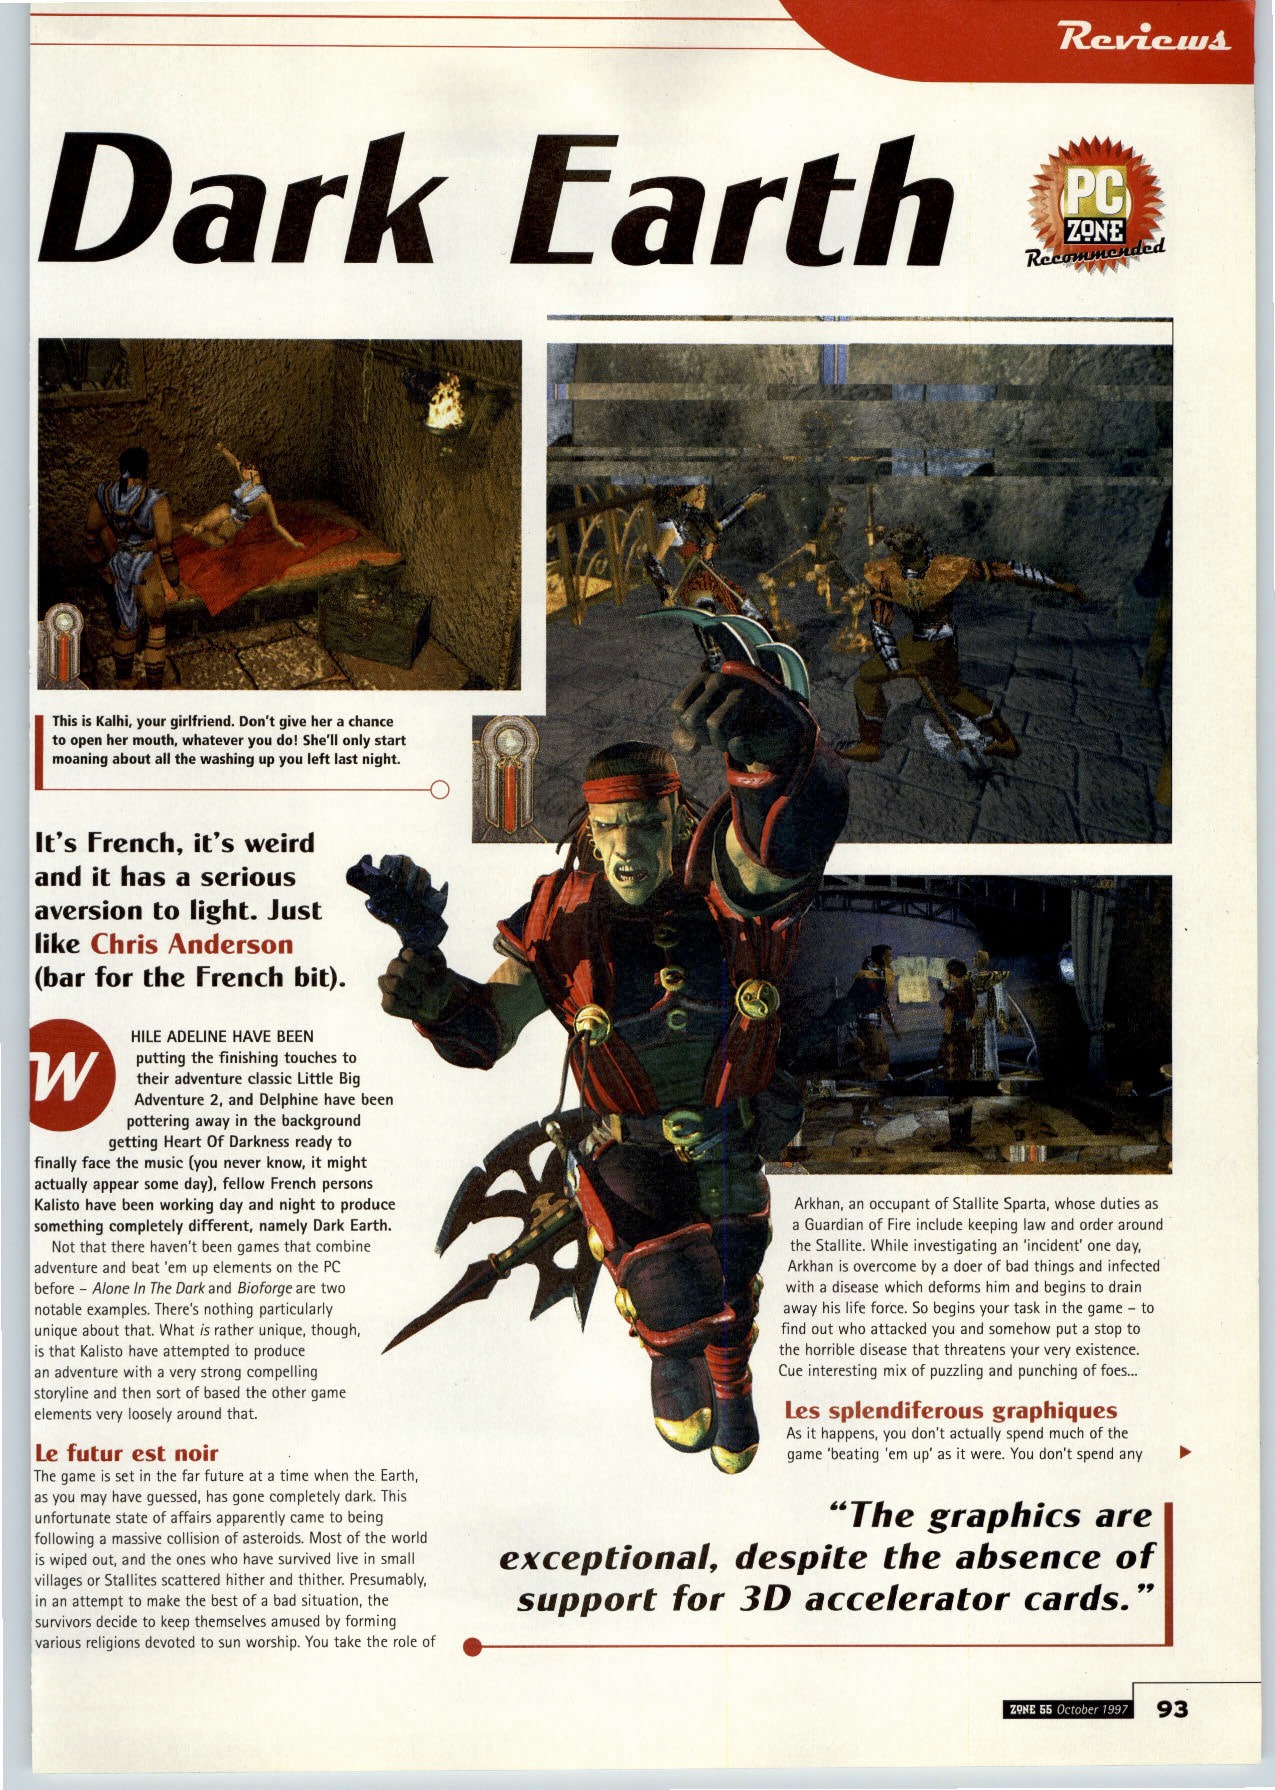 Reviews
Dark Earth
PC
ZONE
Recommended
This is Kalhi, your girlfriend. Don't give her a chance
to open her mouth, whatever you do! She'll only start
moaning about all the washing up you left last night.
It's French, it's weird
and it has a serious
aversion to light. Just
like Chris Anderson
(bar for the French bit).
WHILE ADELINE HAVE BEEN
putting the finishing touches to
their adventure classic Little Big
Adventure 2, and Delphine have been
pottering away in the background
getting Heart Of Darkness ready to
finally face the music (you never know, it might
actually appear some day), fellow French persons
Kalisto have been working day and night to produce
something completely different, namely Dark Earth.
Not that there haven't been games that combine
adventure and beat 'em up elements on the PC
before – Alone In The Dark and Bioforge are two
notable examples. There's nothing particularly
unique about that. What is rather unique, though,
is that Kalisto have attempted to produce
an adventure with a very strong compelling
storyline and then sort of based the other game
elements very loosely around that.
Le futur est noir
The game is set in the far future at a time when the Earth,
as you may have guessed, has gone completely dark. This
unfortunate state of affairs apparently came to being
following a massive collision of asteroids. Most of the world
is wiped out, and the ones who have survived live in small
villages or Stallites scattered hither and thither. Presumably,
in an attempt to make the best of a bad situation, the
survivors decide to keep themselves amused by forming
various religions devoted to sun worship. You take the role of
Arkhan, an occupant of Stallite Sparta, whose duties as
a Guardian of Fire include keeping law and order around
the Stallite. While investigating an 'incident' one day,
Arkhan is overcome by a doer of bad things and infected
with a disease which deforms him and begins to drain
away his life force. So begins your task in the game – to
find out who attacked you and somehow put a stop to
the horrible disease that threatens your very existence.
Cue interesting mix of puzzling and punching of foes...
Les splendiferous graphiques
As it happens, you don't actually spend much of the
game 'beating 'em up' as it were. You don't spend any
"The graphics are
exceptional, despite the absence of
support for 3D accelerator cards."
ZONE 55 October 1997 93